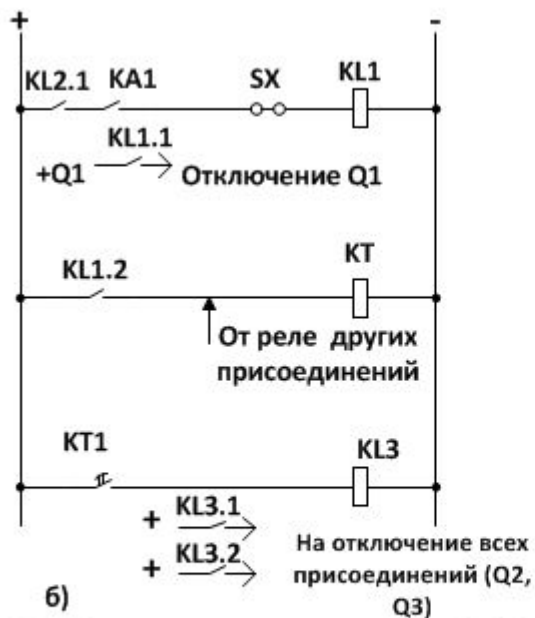 + -
KL2.1 KA1 SX KL1
KL1.1
+Q1 Отключение Q1
KL1.2 KT
От реле других
присоединений
KT1 KL3
+ KL3.1
+ KL3.2
На отключение всех
присоединений (Q2,
Q3)
б)